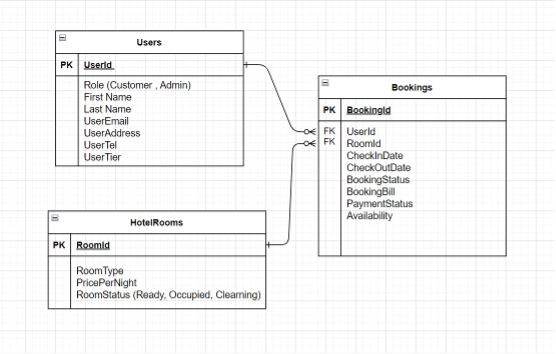 Users
PK UserId
Role (Customer , Admin)
First Name
Last Name
UserEmail
UserAddress
UserTel
UserTier
Bookings
PK BookingId
FK UserId
FK RoomId
CheckInDate
CheckOutDate
BookingStatus
BookingBill
PaymentStatus
Availability
HotelRooms
PK RoomId
RoomType
PricePerNight
RoomStatus (Ready, Occupied, Clearning)